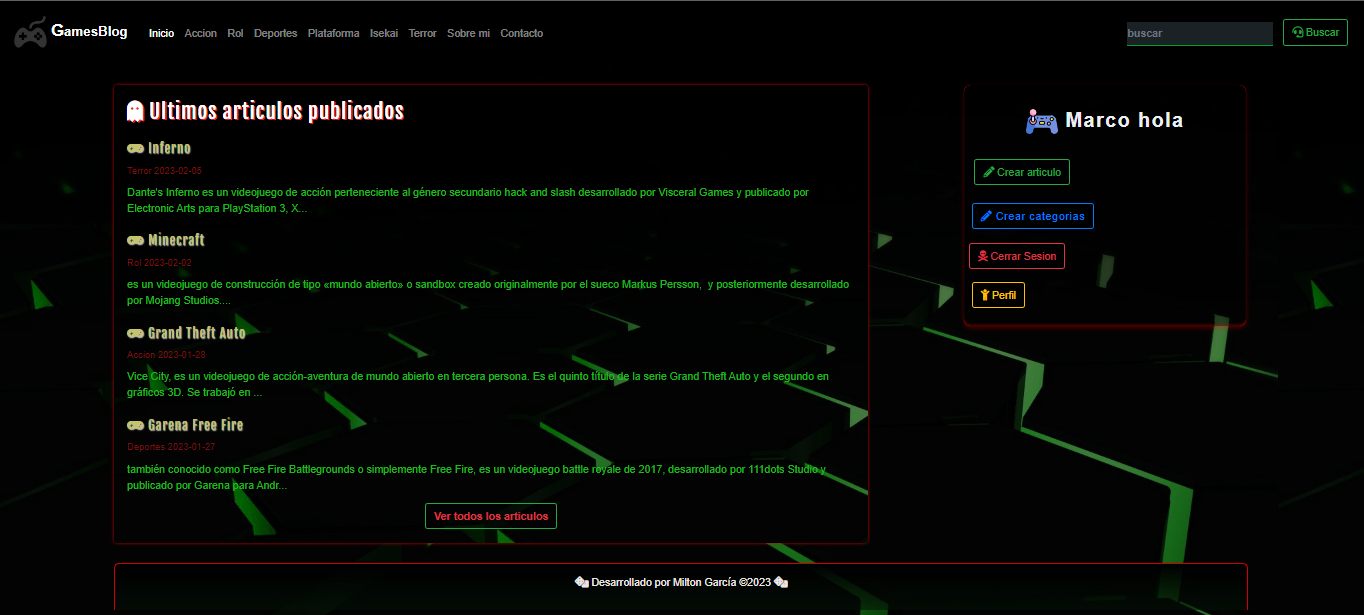 GamesBlog Inicio Accion Rol Deportes Plataforma Isekai Terror Sobre mi Contacto buscar Buscar
Ultimos articulos publicados
Inferno
Terror 2023-02-05
Dante's Inferno es un videojuego de acción perteneciente al género secundario hack and slash desarrollado por Visceral Games y publicado por
Electronic Arts para PlayStation 3, X...
Minecraft
Rol 2023-02-02
es un videojuego de construcción de tipo «mundo abierto» o sandbox creado originalmente por el sueco Markus Persson, y posteriormente desarrollado
por Mojang Studios....
Grand Theft Auto
Accion 2023-01-28
Vice City, es un videojuego de acción-aventura de mundo abierto en tercera persona. Es el quinto título de la serie Grand Theft Auto y el segundo en
gráficos 3D. Se trabajó en ...
Garena Free Fire
Deportes 2023-01-27
también conocido como Free Fire Battlegrounds o simplemente Free Fire, es un videojuego battle royale de 2017, desarrollado por 111dots Studio y
publicado por Garena para Andr...
Ver todos los articulos
Marco hola
Crear articulo
Crear categorias
Cerrar Sesion
Perfil
Desarrollado por Milton García ©2023